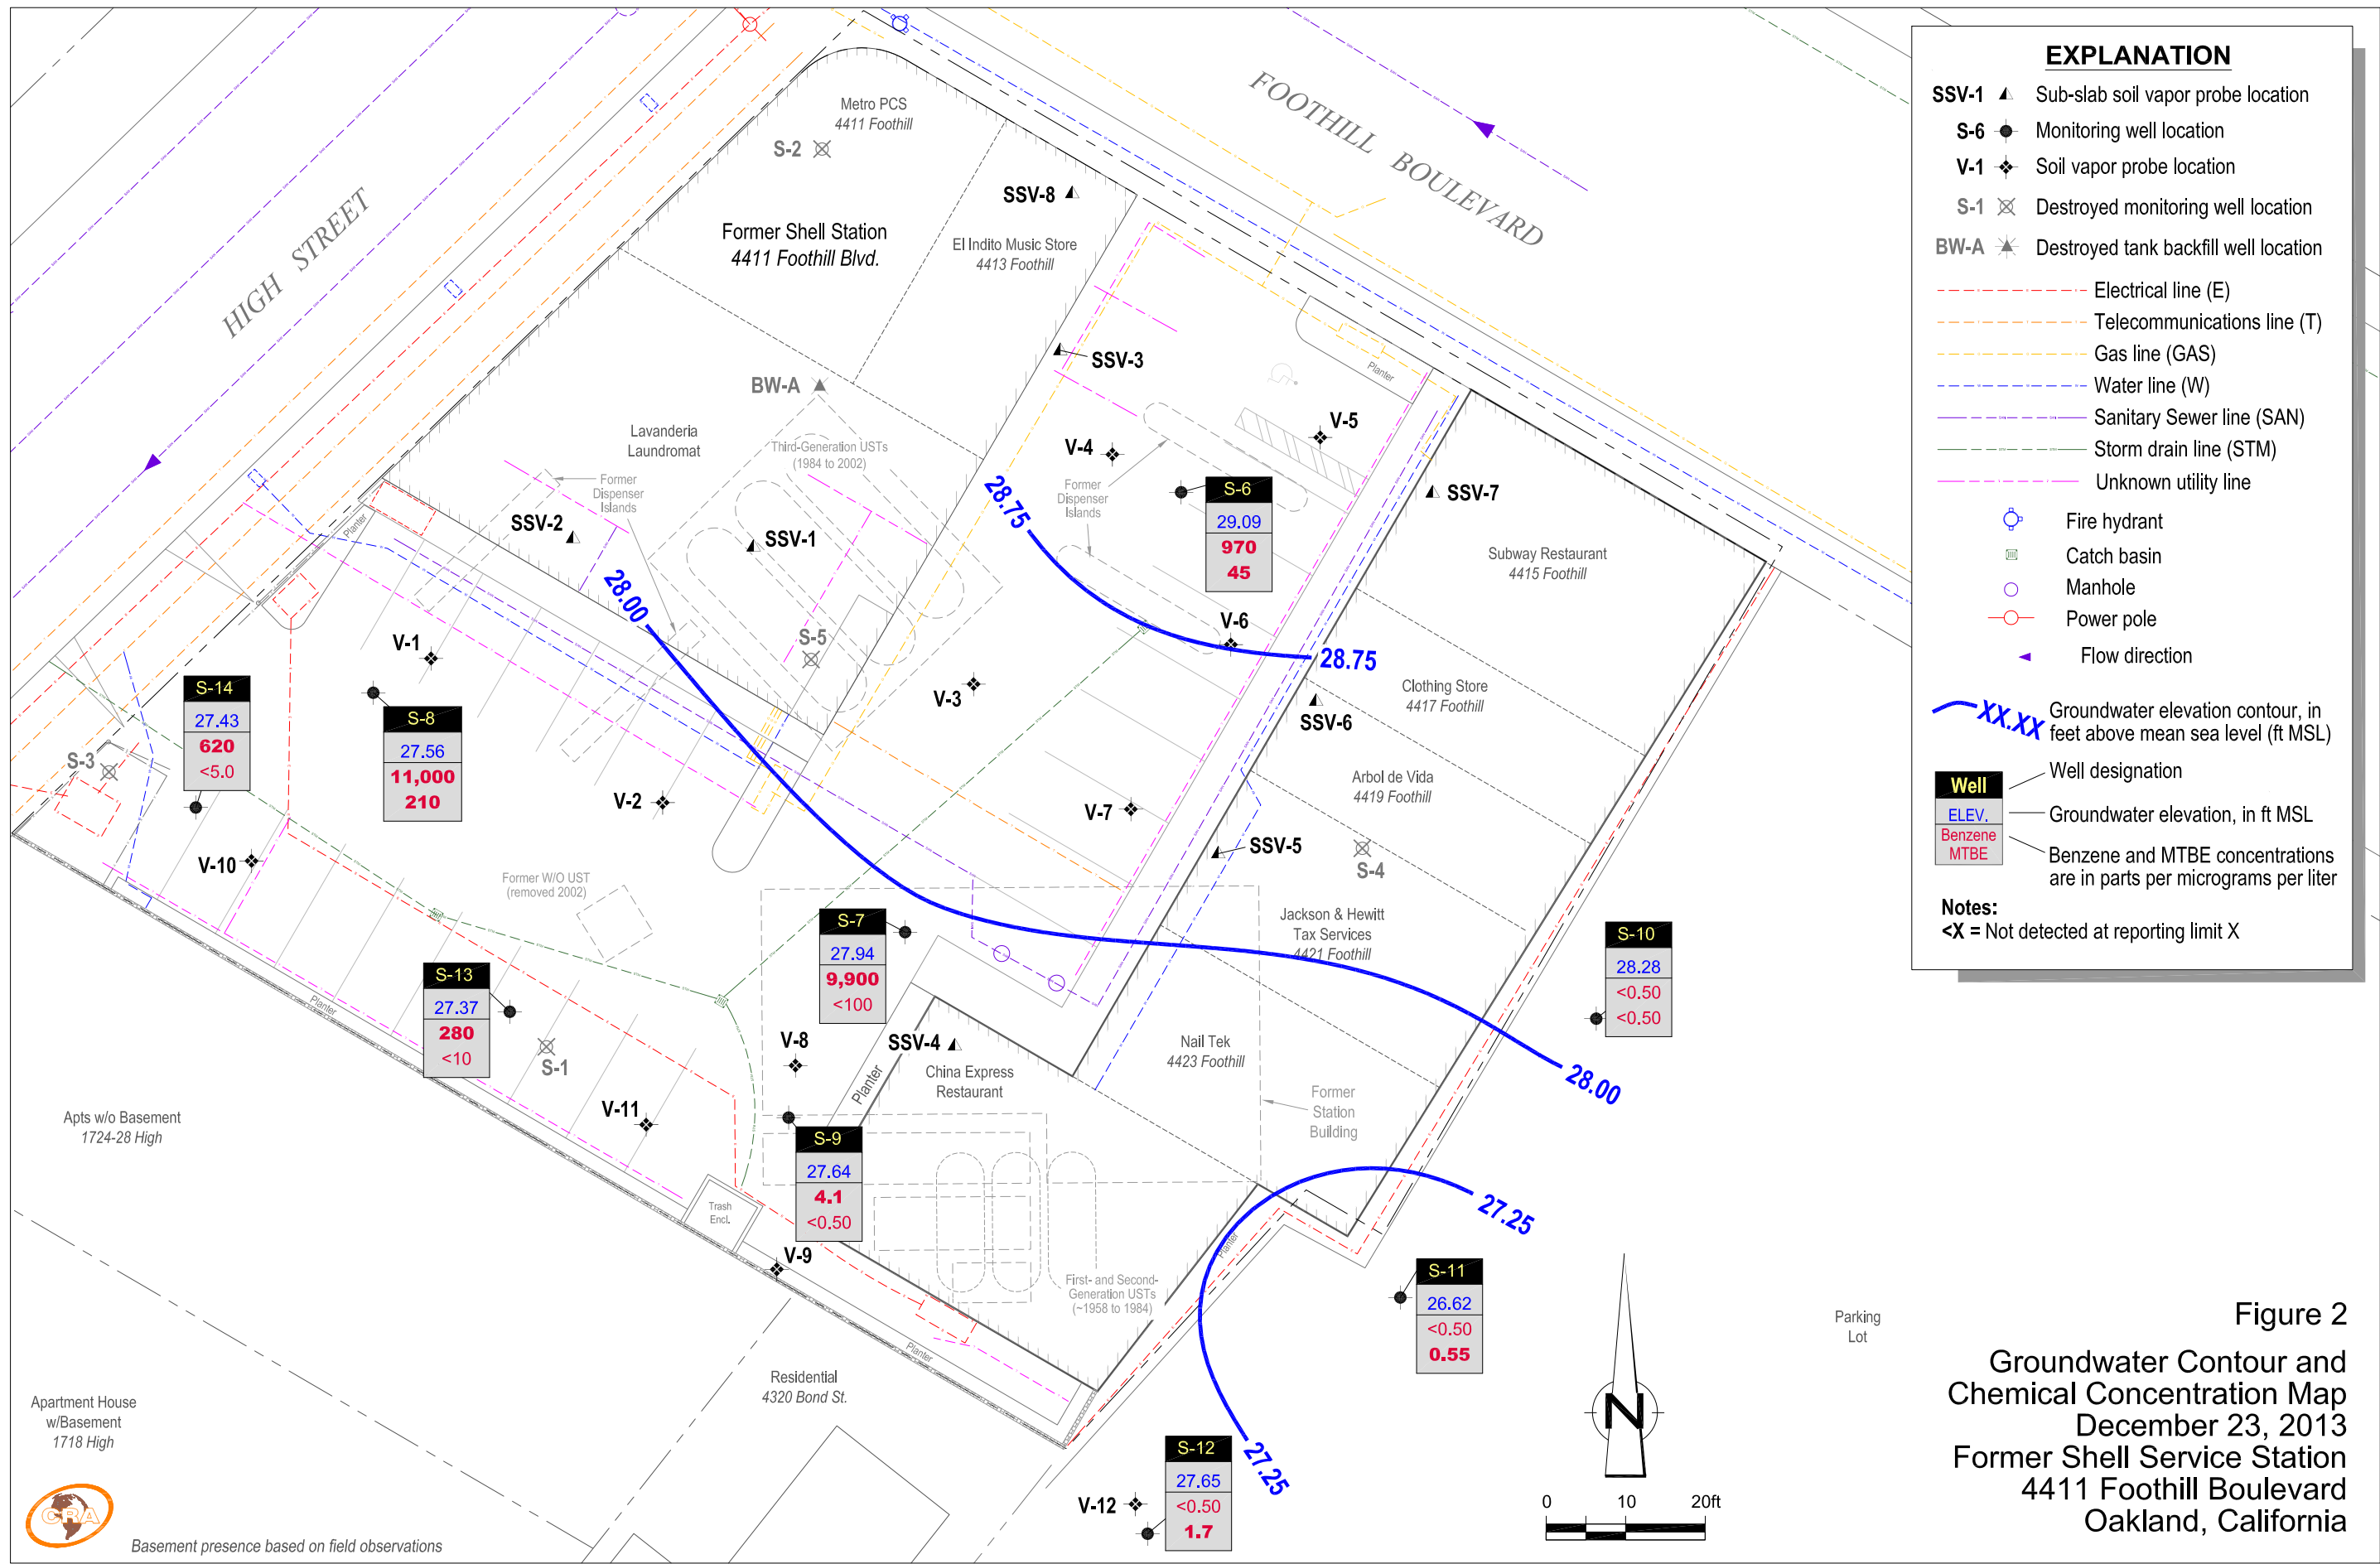 FOOTHILL BOULEVARD
HIGH STREET
Metro PCS
4411 Foothill
S-2
SSV-8
Former Shell Station
4411 Foothill Blvd.
El Indito Music Store
4413 Foothill
SSV-3
BW-A
Planter
V-5
V-4
Lavanderia
Laundromat
Third-Generation USTs
(1984 to 2002)
Former
Dispenser
Islands
Former
Dispenser
Islands
28.75
S-6
29.09
970
45
SSV-7
SSV-2
SSV-1
Planter
Subway Restaurant
4415 Foothill
28.00
V-1
S-5
V-6
28.75
V-3
Clothing Store
4417 Foothill
SSV-6
S-14
27.43
620
<5.0
S-8
27.56
11,000
210
S-3
V-2
V-7
Arbol de Vida
4419 Foothill
SSV-5
S-4
V-10
Former W/O UST
(removed 2002)
S-7
27.94
9,900
<100
Jackson & Hewitt
Tax Services
4421 Foothill
S-10
28.28
<0.50
<0.50
S-13
27.37
280
<10
Planter
S-1
V-8
SSV-4
China Express
Restaurant
Planter
Nail Tek
4423 Foothill
28.00
Former
Station
Building
Apts w/o Basement
1724-28 High
V-11
S-9
27.64
4.1
<0.50
Trash
Encl.
V-9
27.25
Planter
First- and Second-
Generation USTs
(~1958 to 1984)
S-11
26.62
<0.50
0.55
Planter
Residential
4320 Bond St.
Parking
Lot
Apartment House
w/Basement
1718 High
27.25
S-12
27.65
<0.50
1.7
V-12
N
0 10 20ft
CRA
Basement presence based on field observations
EXPLANATION
SSV-1 Sub-slab soil vapor probe location
S-6 Monitoring well location
V-1 Soil vapor probe location
S-1 Destroyed monitoring well location
BW-A Destroyed tank backfill well location
Electrical line (E)
Telecommunications line (T)
Gas line (GAS)
Water line (W)
Sanitary Sewer line (SAN)
Storm drain line (STM)
Unknown utility line
Fire hydrant
Catch basin
Manhole
Power pole
Flow direction
XX.XX Groundwater elevation contour, in
feet above mean sea level (ft MSL)
Well Well designation
ELEV. Groundwater elevation, in ft MSL
Benzene
MTBE
Benzene and MTBE concentrations
are in parts per micrograms per liter
Notes:
<X = Not detected at reporting limit X
Figure 2
Groundwater Contour and
Chemical Concentration Map
December 23, 2013
Former Shell Service Station
4411 Foothill Boulevard
Oakland, California